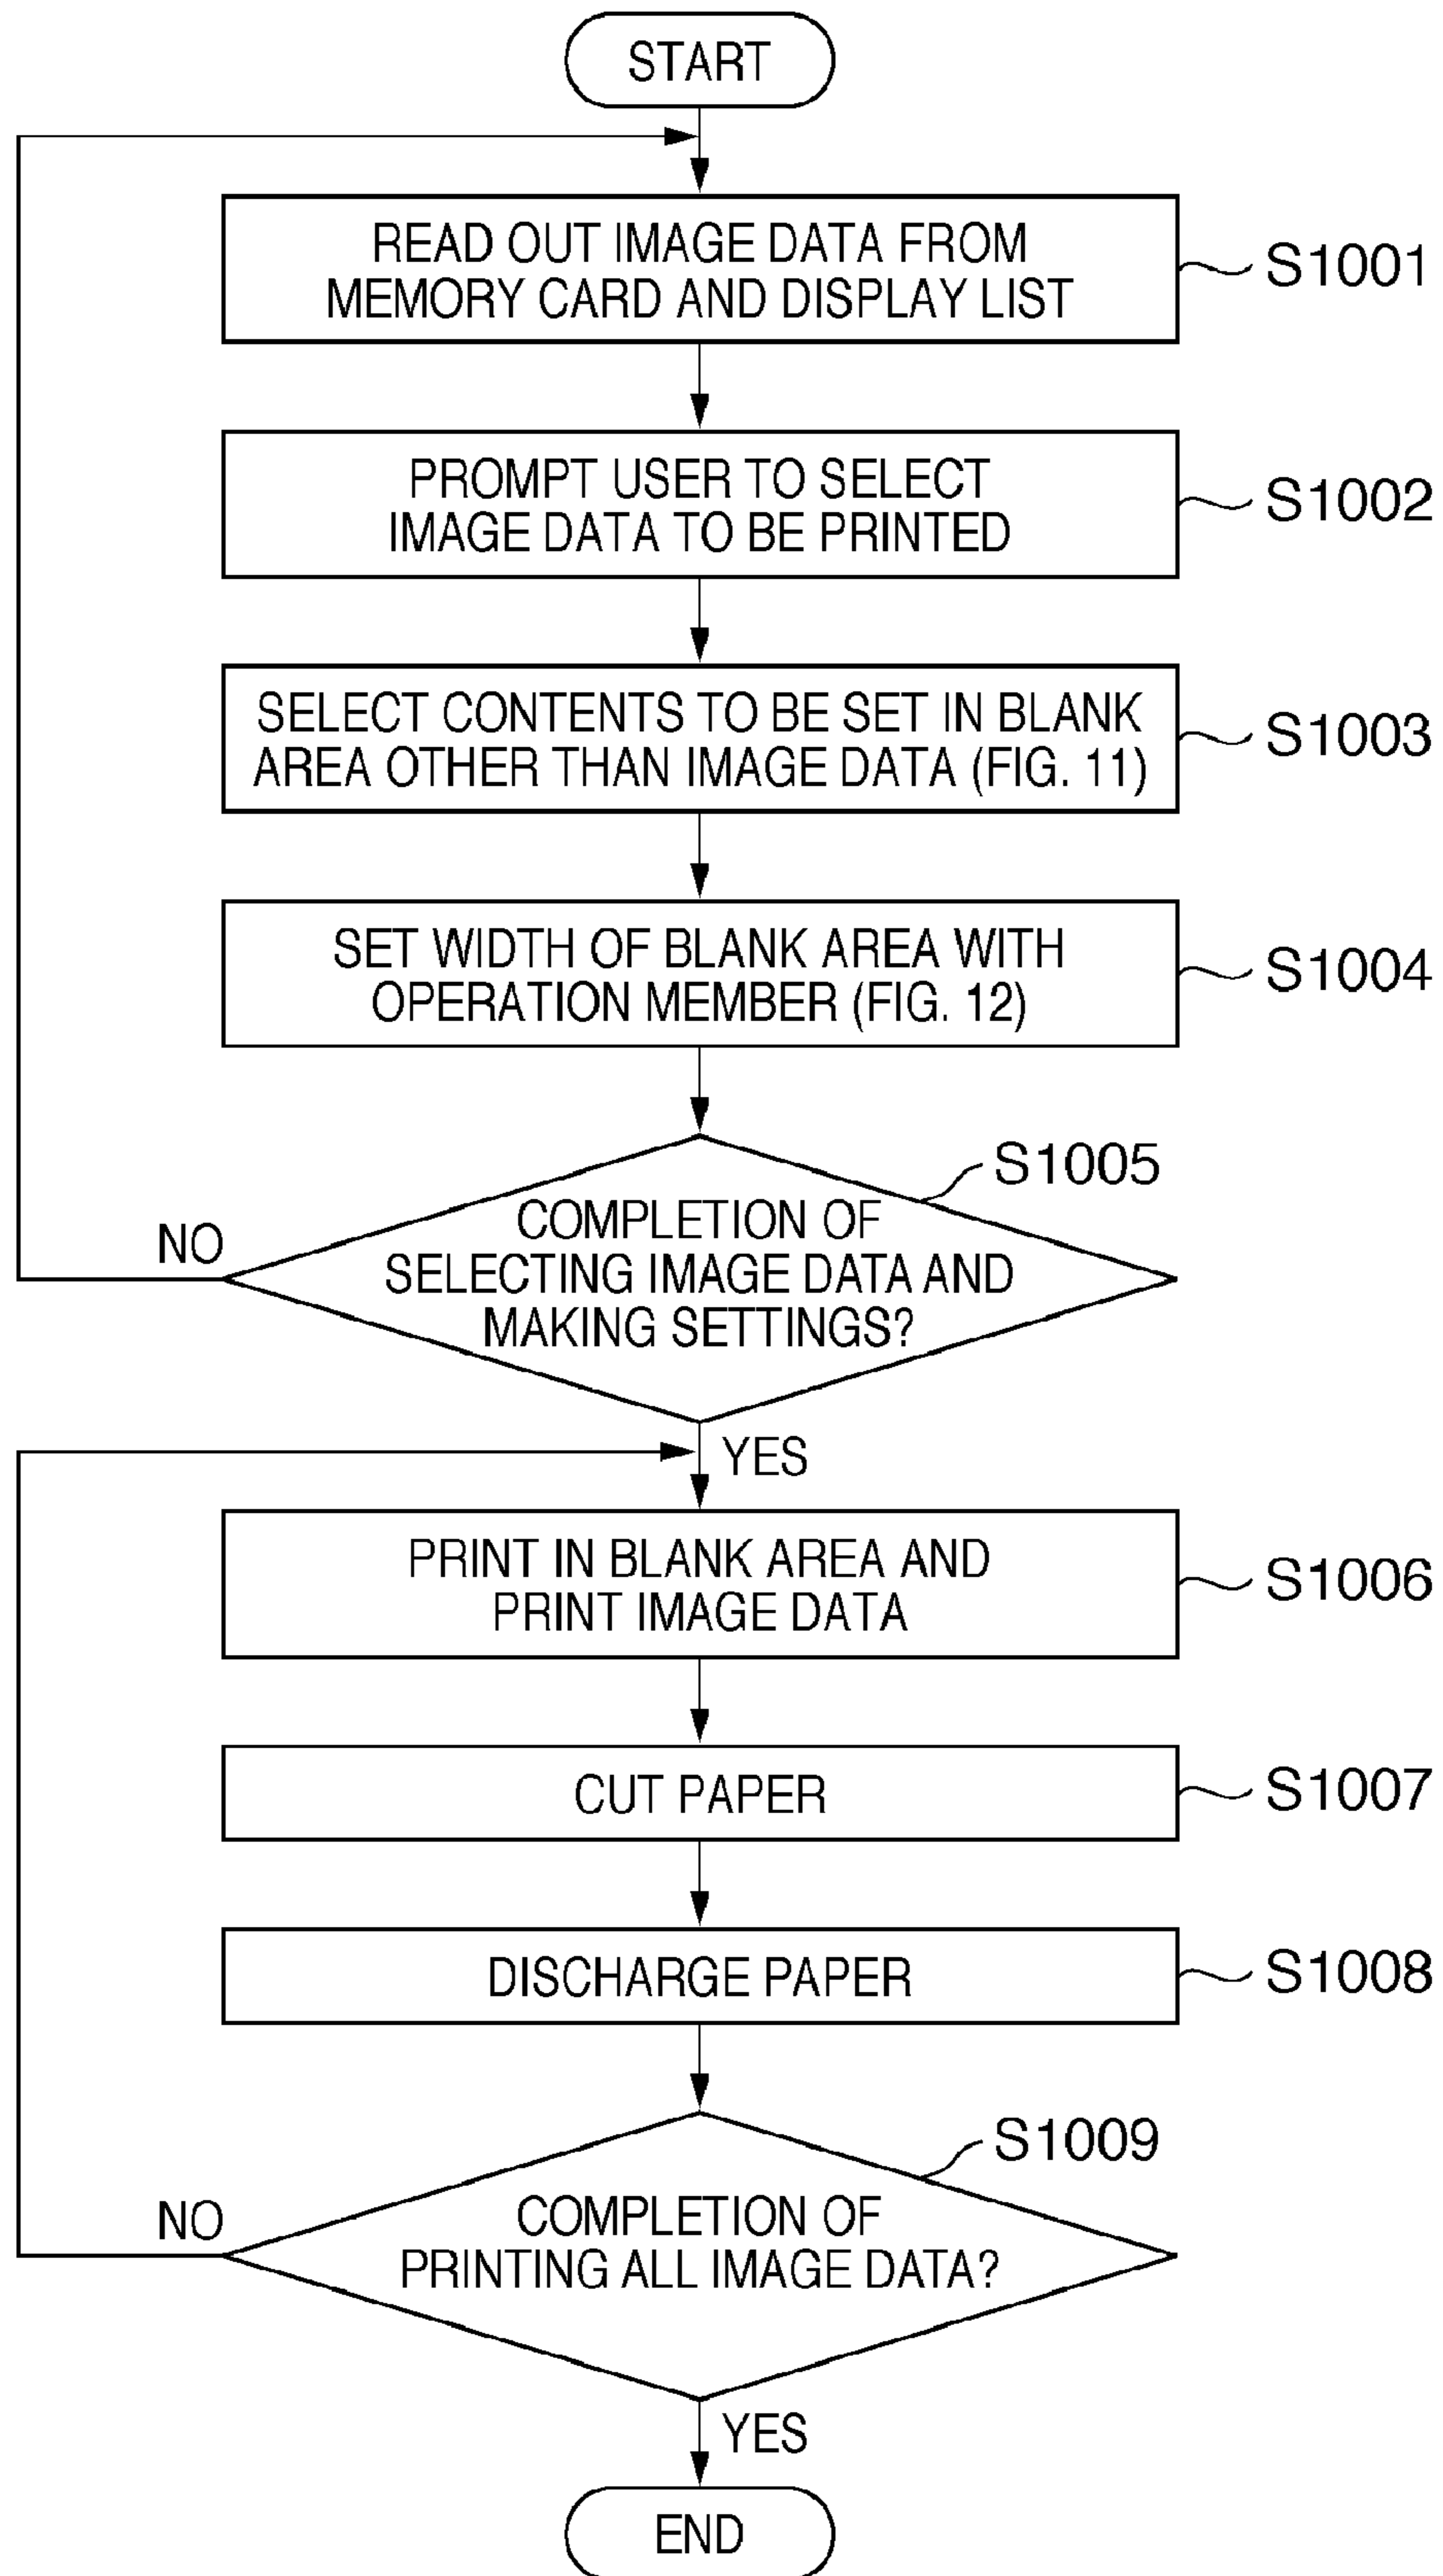 START
READ OUT IMAGE DATA FROM
MEMORY CARD AND DISPLAY LIST
S1001
PROMPT USER TO SELECT
IMAGE DATA TO BE PRINTED
S1002
SELECT CONTENTS TO BE SET IN BLANK
AREA OTHER THAN IMAGE DATA (FIG. 11)
S1003
SET WIDTH OF BLANK AREA WITH
OPERATION MEMBER (FIG. 12)
S1004
S1005
COMPLETION OF
SELECTING IMAGE DATA AND
MAKING SETTINGS?
NO
YES
PRINT IN BLANK AREA AND
PRINT IMAGE DATA
S1006
CUT PAPER
S1007
DISCHARGE PAPER
S1008
S1009
COMPLETION OF
PRINTING ALL IMAGE DATA?
NO
YES
END